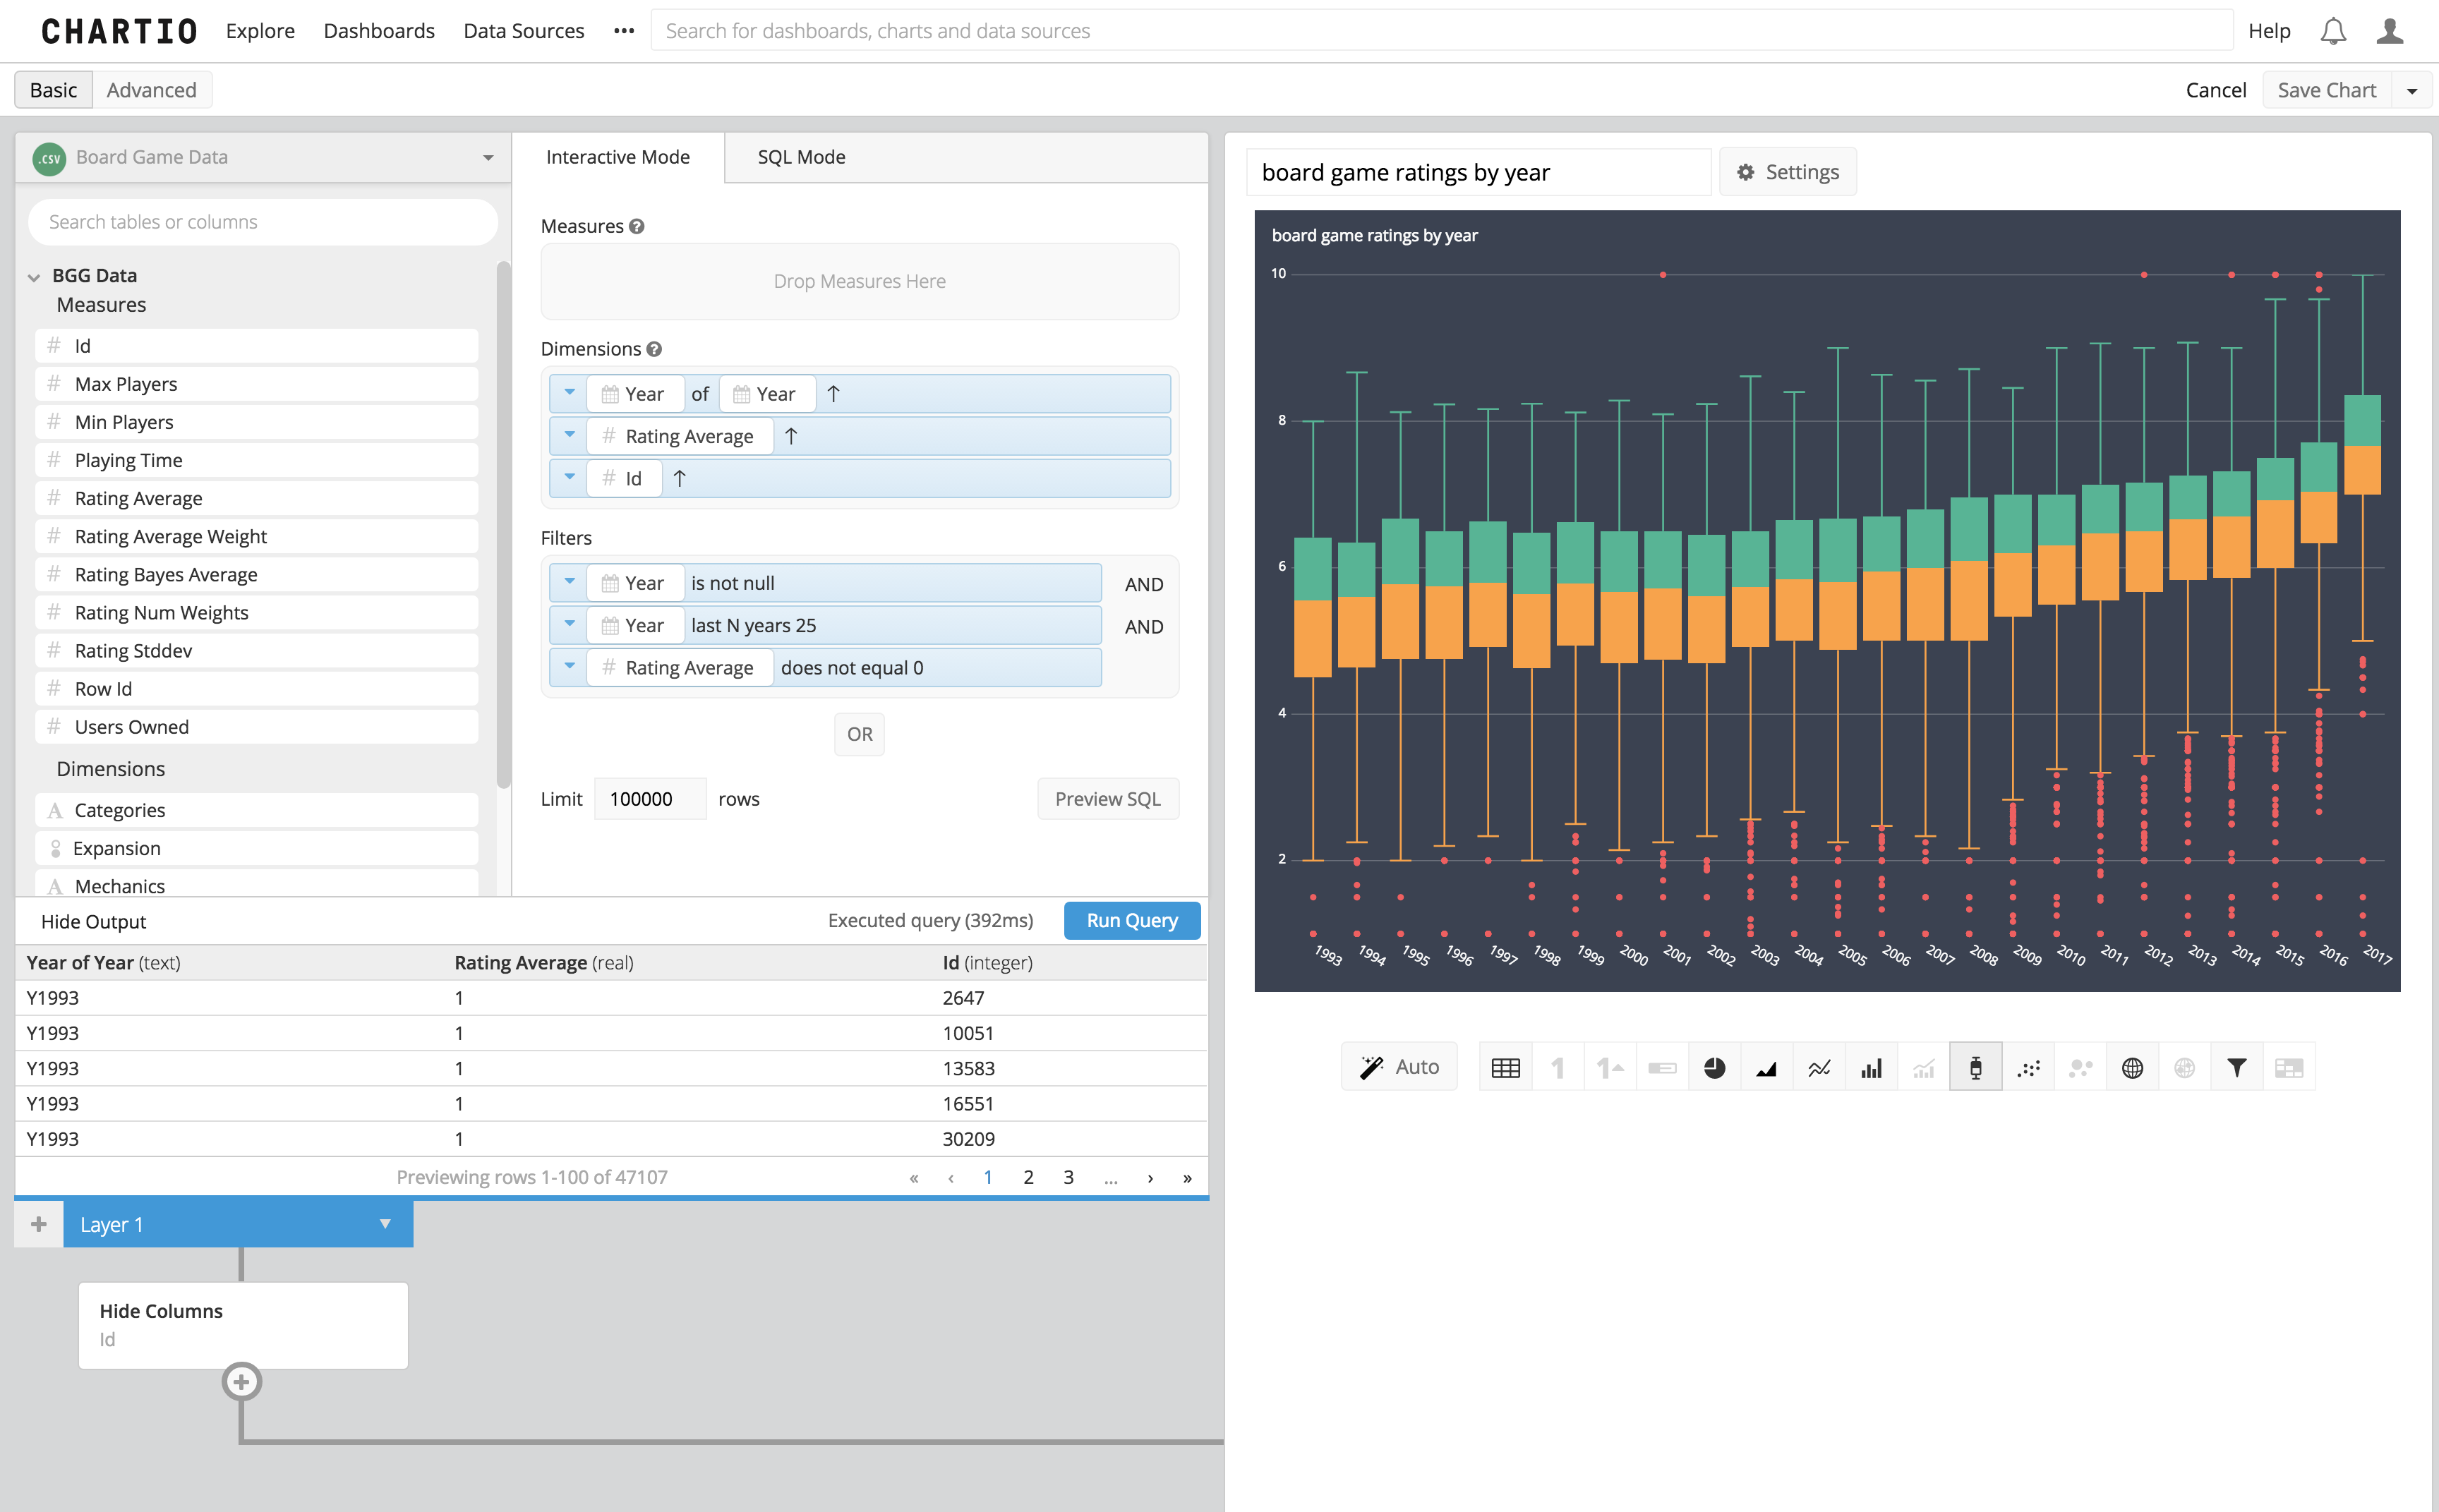 CHARTIO Explore Dashboards Data Sources ••• Search for dashboards, charts and data sources Help
Basic Advanced Cancel Save Chart
.CSV Board Game Data
Search tables or columns
BGG Data
Measures
# Id
# Max Players
# Min Players
# Playing Time
# Rating Average
# Rating Average Weight
# Rating Bayes Average
# Rating Num Weights
# Rating Stddev
# Row Id
# Users Owned
Dimensions
A Categories
Expansion
A Mechanics
Interactive Mode SQL Mode
Measures ?
Drop Measures Here
Dimensions ?
Year of Year ↑
# Rating Average ↑
# Id ↑
Filters
Year is not null AND
Year last N years 25 AND
# Rating Average does not equal 0
OR
Limit 100000 rows Preview SQL
Hide Output Executed query (392ms) Run Query
Year of Year (text) Rating Average (real) Id (integer)
Y1993 1 2647
Y1993 1 10051
Y1993 1 13583
Y1993 1 16551
Y1993 1 30209
Previewing rows 1-100 of 47107 « ‹ 1 2 3 ... › »
+ Layer 1
Hide Columns
Id
board game ratings by year Settings
board game ratings by year
10
8
6
4
2
1993 1994 1995 1996 1997 1998 1999 2000 2001 2002 2003 2004 2005 2006 2007 2008 2009 2010 2011 2012 2013 2014 2015 2016 2017
Auto 1 1